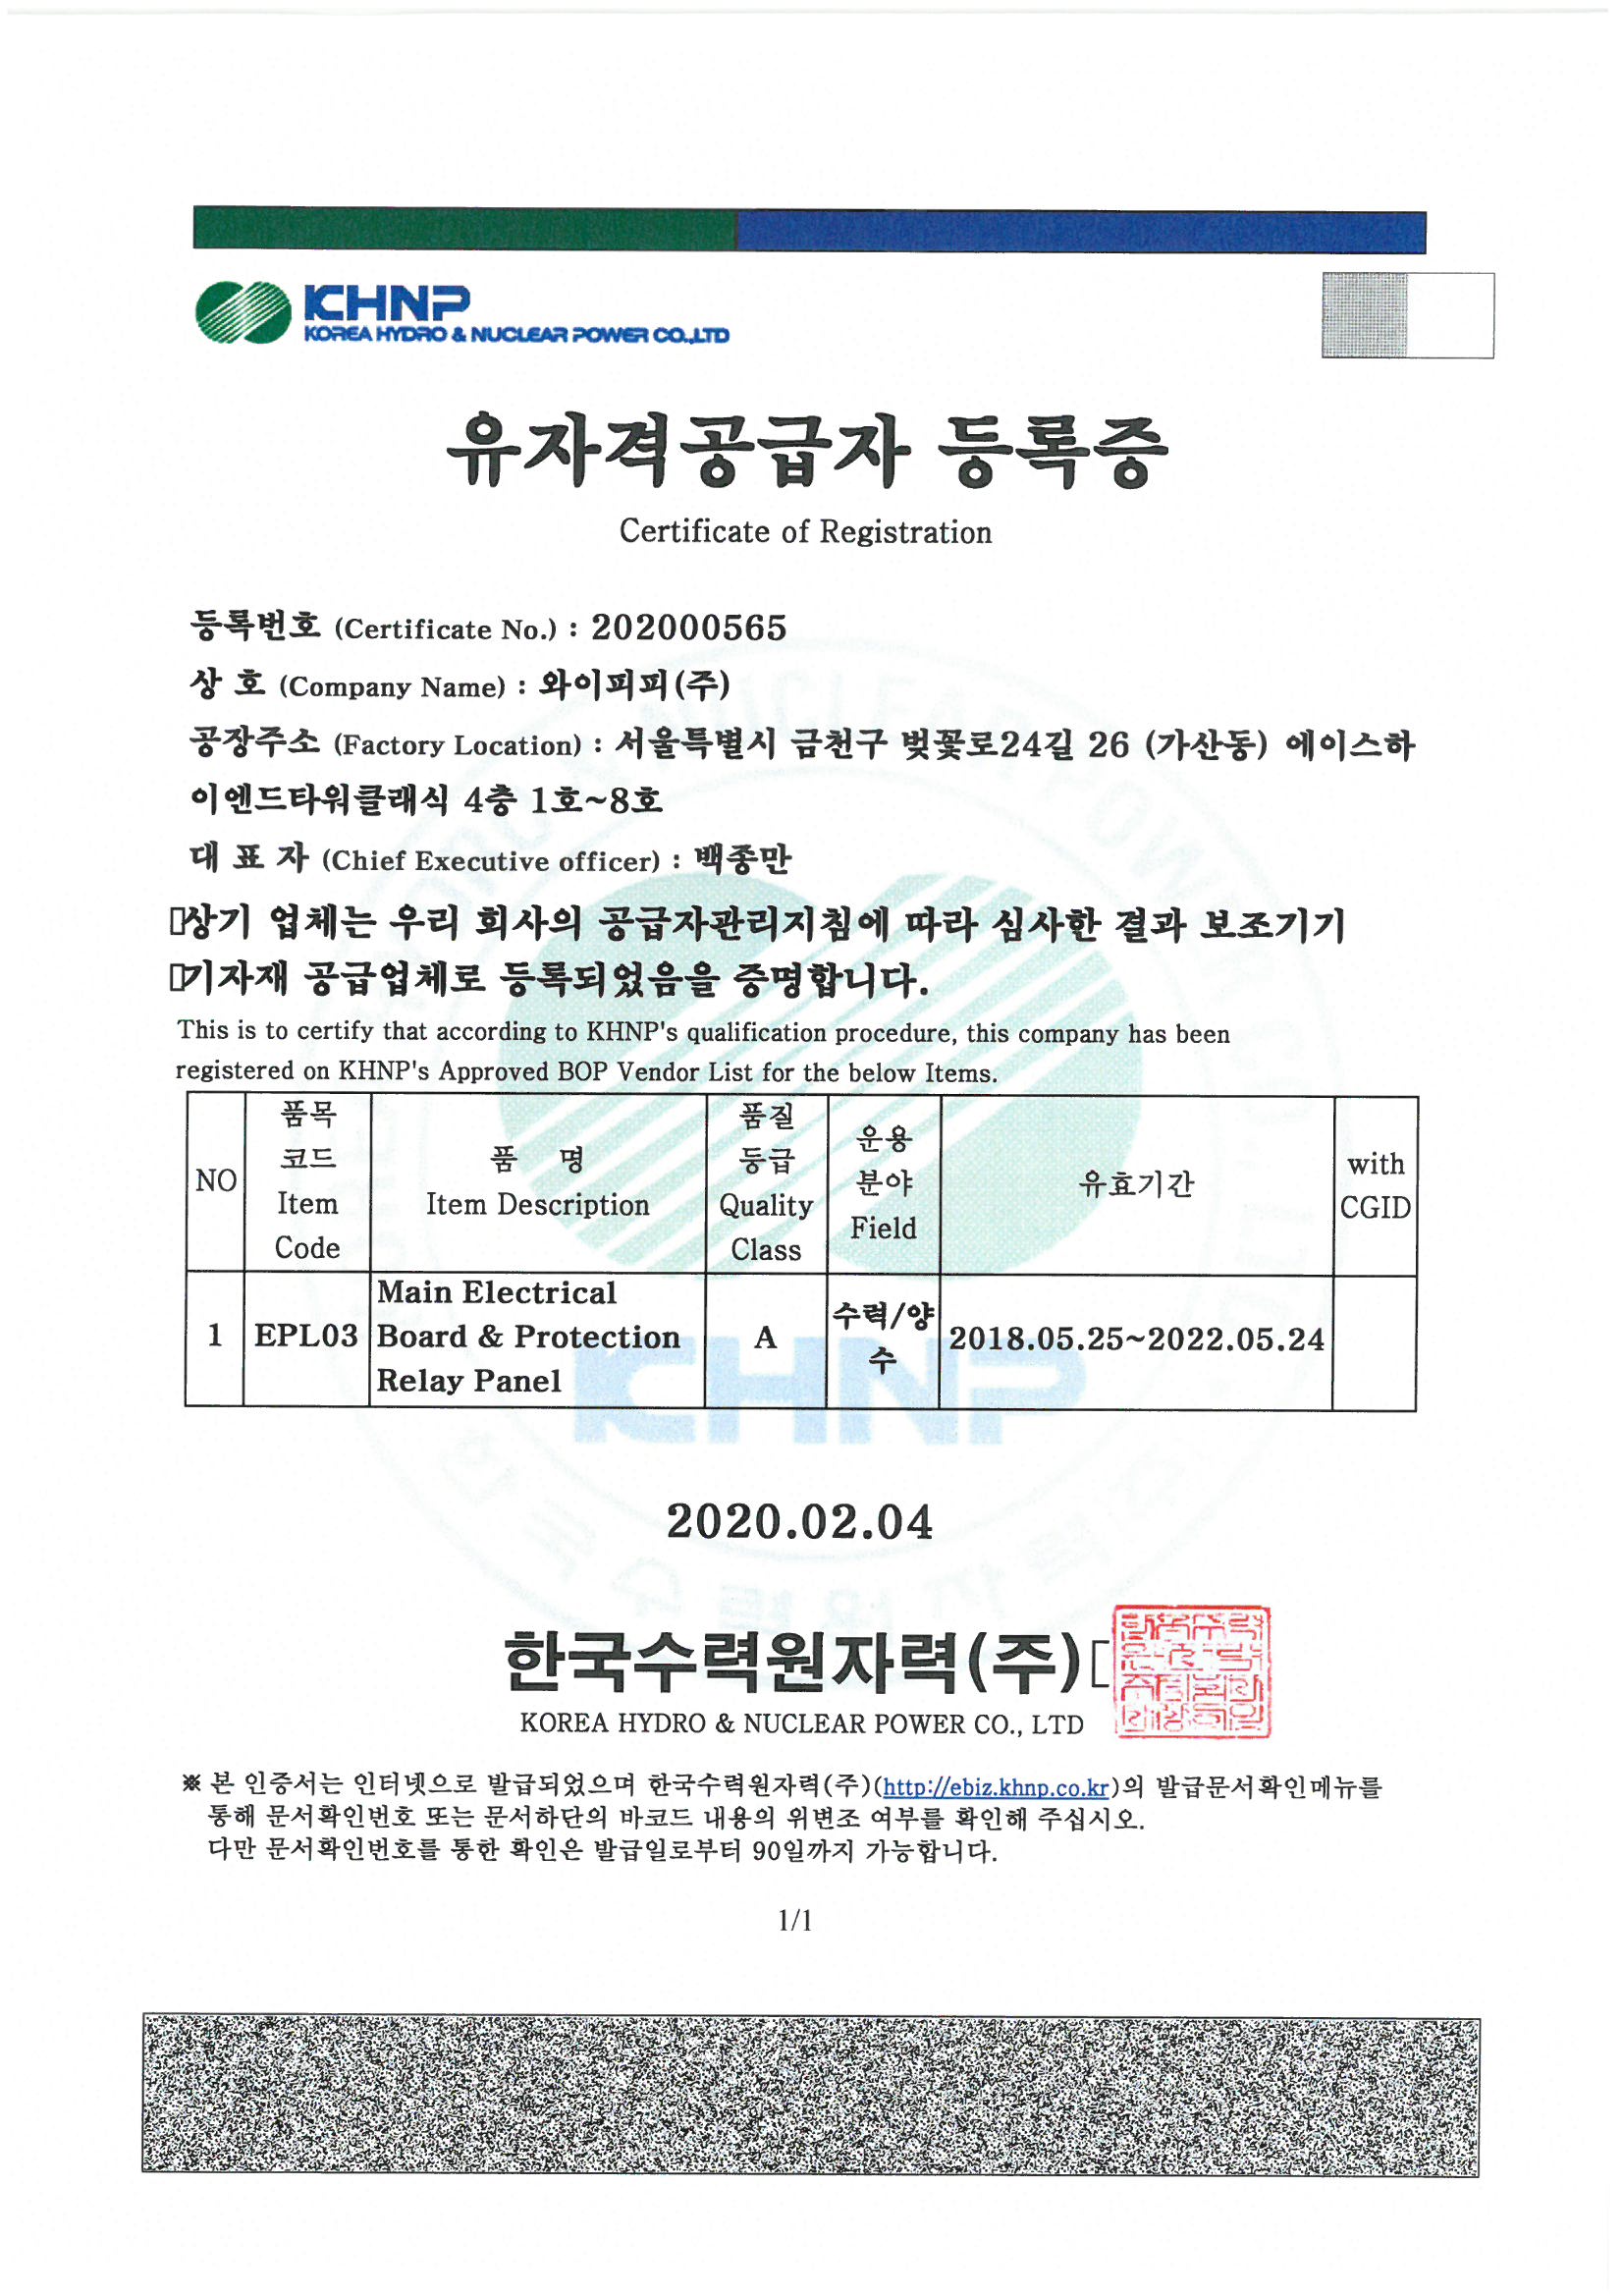 KHNP
KOREA HYDRO & NUCLEAR POWER CO.,LTD
유자격공급자 등록증
Certificate of Registration
등록번호 (Certificate No.) : 202000565
상 호 (Company Name) : 와이피피(주)
공장주소 (Factory Location) : 서울특별시 금천구 벚꽃로24길 26 (가산동) 에이스하
이엔드타워클래식 4층 1호~8호
대 표 자 (Chief Executive officer) : 백종만
상기 업체는 우리 회사의 공급자관리지침에 따라 심사한 결과 보조기기
기자재 공급업체로 등록되었음을 증명합니다.
This is to certify that according to KHNP's qualification procedure, this company has been
registered on KHNP's Approved BOP Vendor List for the below Items.
NO 품목 코드 Item Code 품 명 Item Description 품질 등급 Quality Class 운용 분야 Field 유효기간 with CGID
1 EPL03 Main Electrical Board & Protection Relay Panel A 수력/양수 2018.05.25~2022.05.24
KHNP
2020.02.04
한국수력원자력(주)
KOREA HYDRO & NUCLEAR POWER CO., LTD
※ 본 인증서는 인터넷으로 발급되었으며 한국수력원자력(주)(http://ebiz.khnp.co.kr)의 발급문서확인메뉴를
통해 문서확인번호 또는 문서하단의 바코드 내용의 위변조 여부를 확인해 주십시오.
다만 문서확인번호를 통한 확인은 발급일로부터 90일까지 가능합니다.
1/1